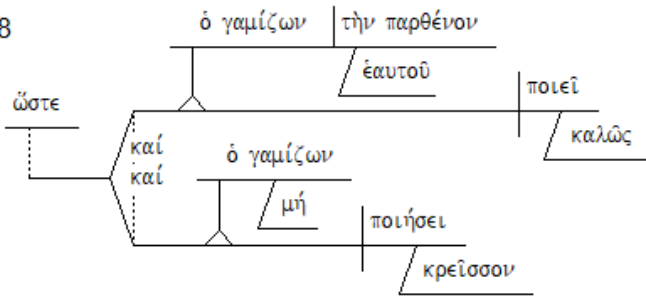 8
ὁ γαμίζων τὴν παρθένον
ἑαυτοῦ
ποιεῖ
ὥστε
καλῶς
καί
καί
ὁ γαμίζων
μή
ποιήσει
κρεῖσσον